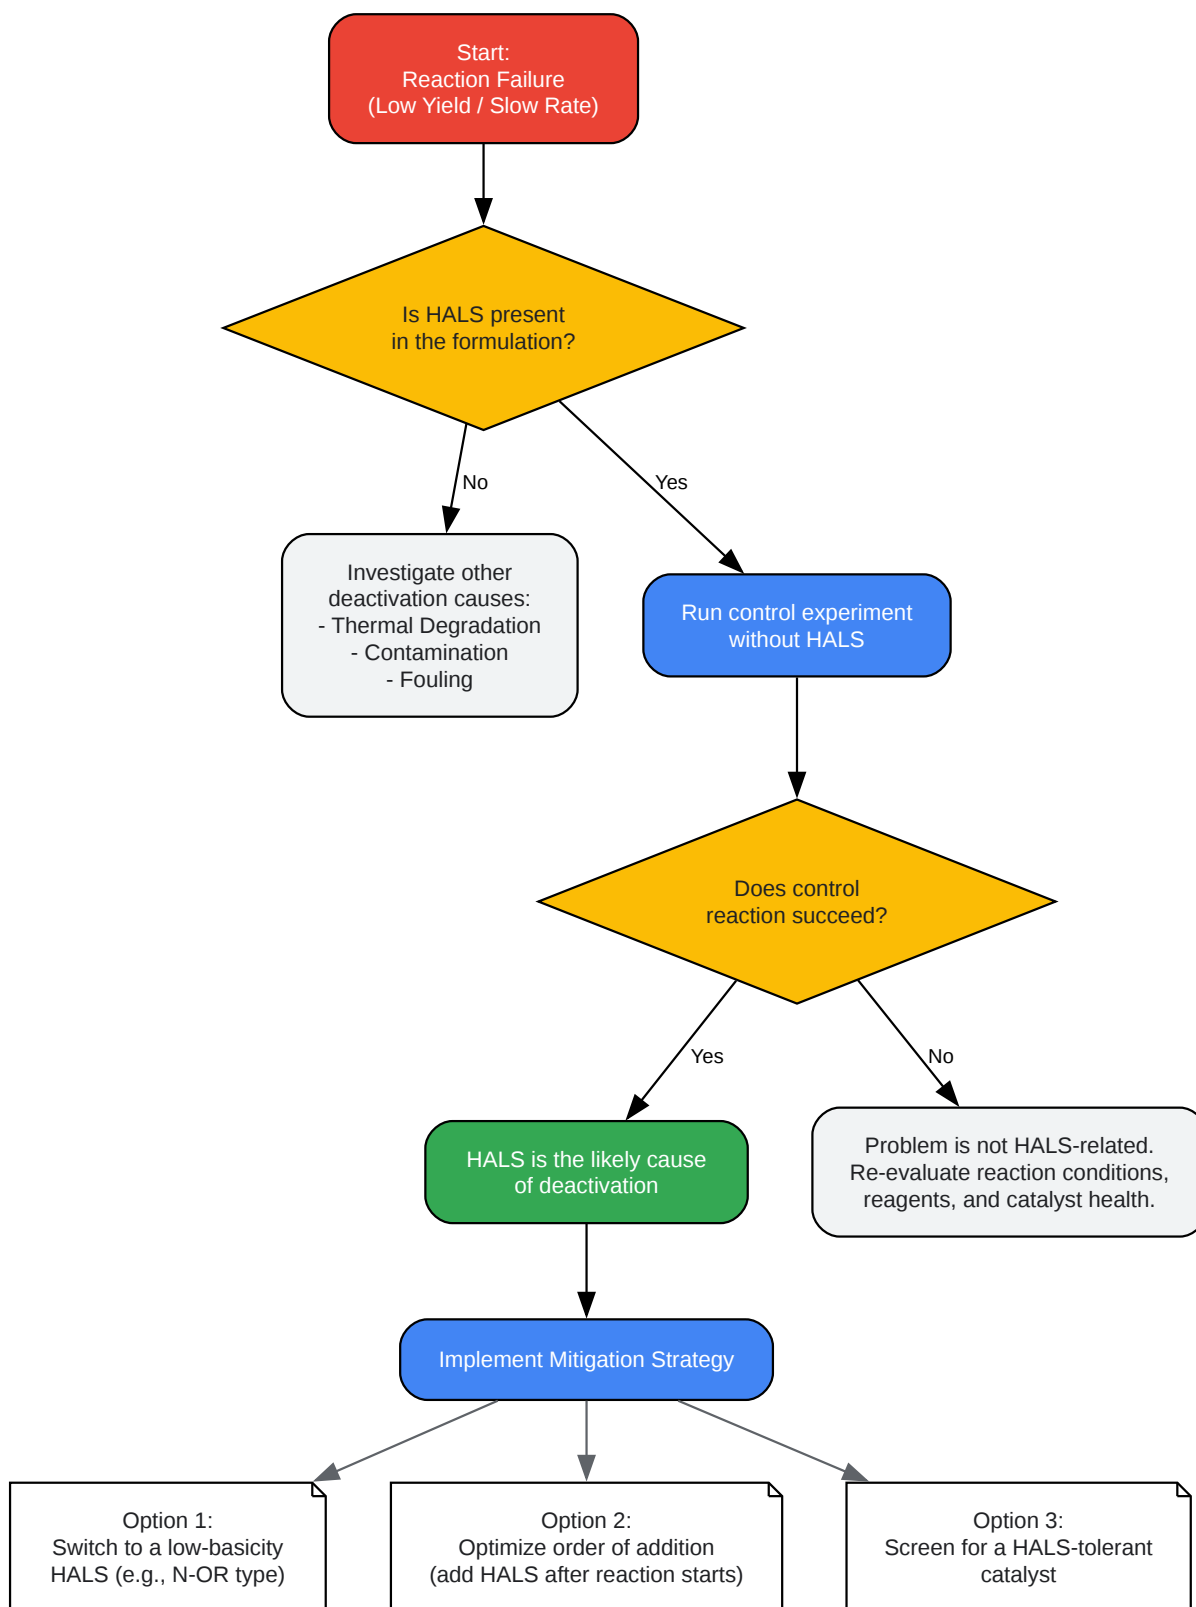 Start:
Reaction Failure
(Low Yield / Slow Rate)
Is HALS present
in the formulation?
No
Yes
Investigate other
deactivation causes:
- Thermal Degradation
- Contamination
- Fouling
Run control experiment
without HALS
Does control
reaction succeed?
Yes
No
HALS is the likely cause
of deactivation
Problem is not HALS-related.
Re-evaluate reaction conditions,
reagents, and catalyst health.
Implement Mitigation Strategy
Option 1:
Switch to a low-basicity
HALS (e.g., N-OR type)
Option 2:
Optimize order of addition
(add HALS after reaction starts)
Option 3:
Screen for a HALS-tolerant
catalyst